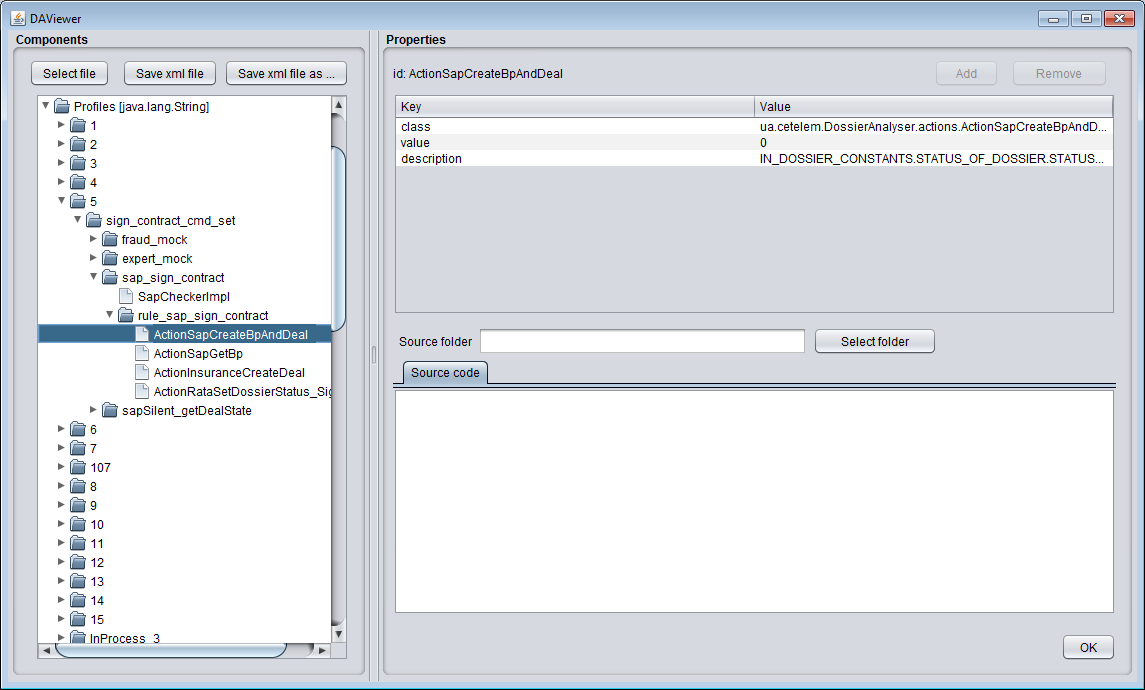 DAViewer
Components
Select file
Save xml file
Save xml file as ...
Profiles [java.lang.String]
1
2
3
4
5
sign_contract_cmd_set
fraud_mock
expert_mock
sap_sign_contract
SapCheckerImpl
rule_sap_sign_contract
ActionSapCreateBpAndDeal
ActionSapGetBp
ActionInsuranceCreateDeal
ActionRataSetDossierStatus_Sig
sapSilent_getDealState
6
7
107
8
9
10
11
12
13
14
15
InProcess_3
Properties
id: ActionSapCreateBpAndDeal
Add
Remove
Key Value
class ua.cetelem.DossierAnalyser.actions.ActionSapCreateBpAndD...
value 0
description IN_DOSSIER_CONSTANTS.STATUS_OF_DOSSIER.STATUS...
Source folder
Select folder
Source code
OK